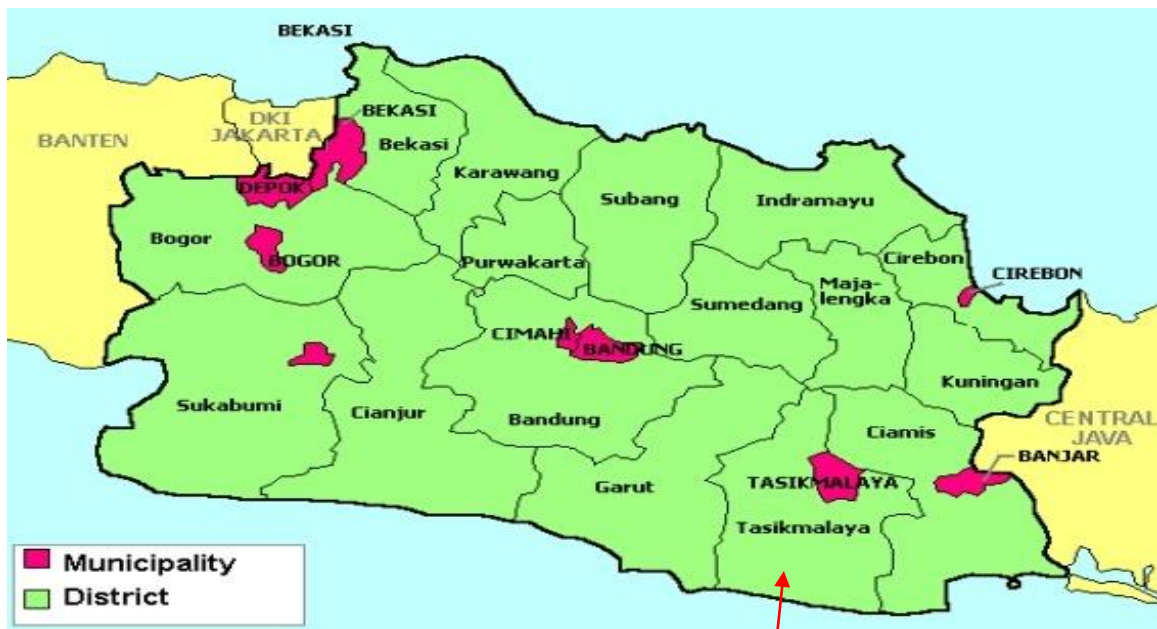 BEKASI
BANTEN
DKI
JAKARTA
BEKASI
Bekasi
DEPOK
Karawang
Subang
Indramayu
Bogor
BOGOR
Purwakarta
Cirebon
CIREBON
Sumedang
Maja-
lengka
CIMAHI
BANDUNG
Kuningan
Sukabumi
Cianjur
Bandung
Ciamis
CENTRAL
JAVA
BANJAR
Garut
TASIKMALAYA
Tasikmalaya
Municipality
District